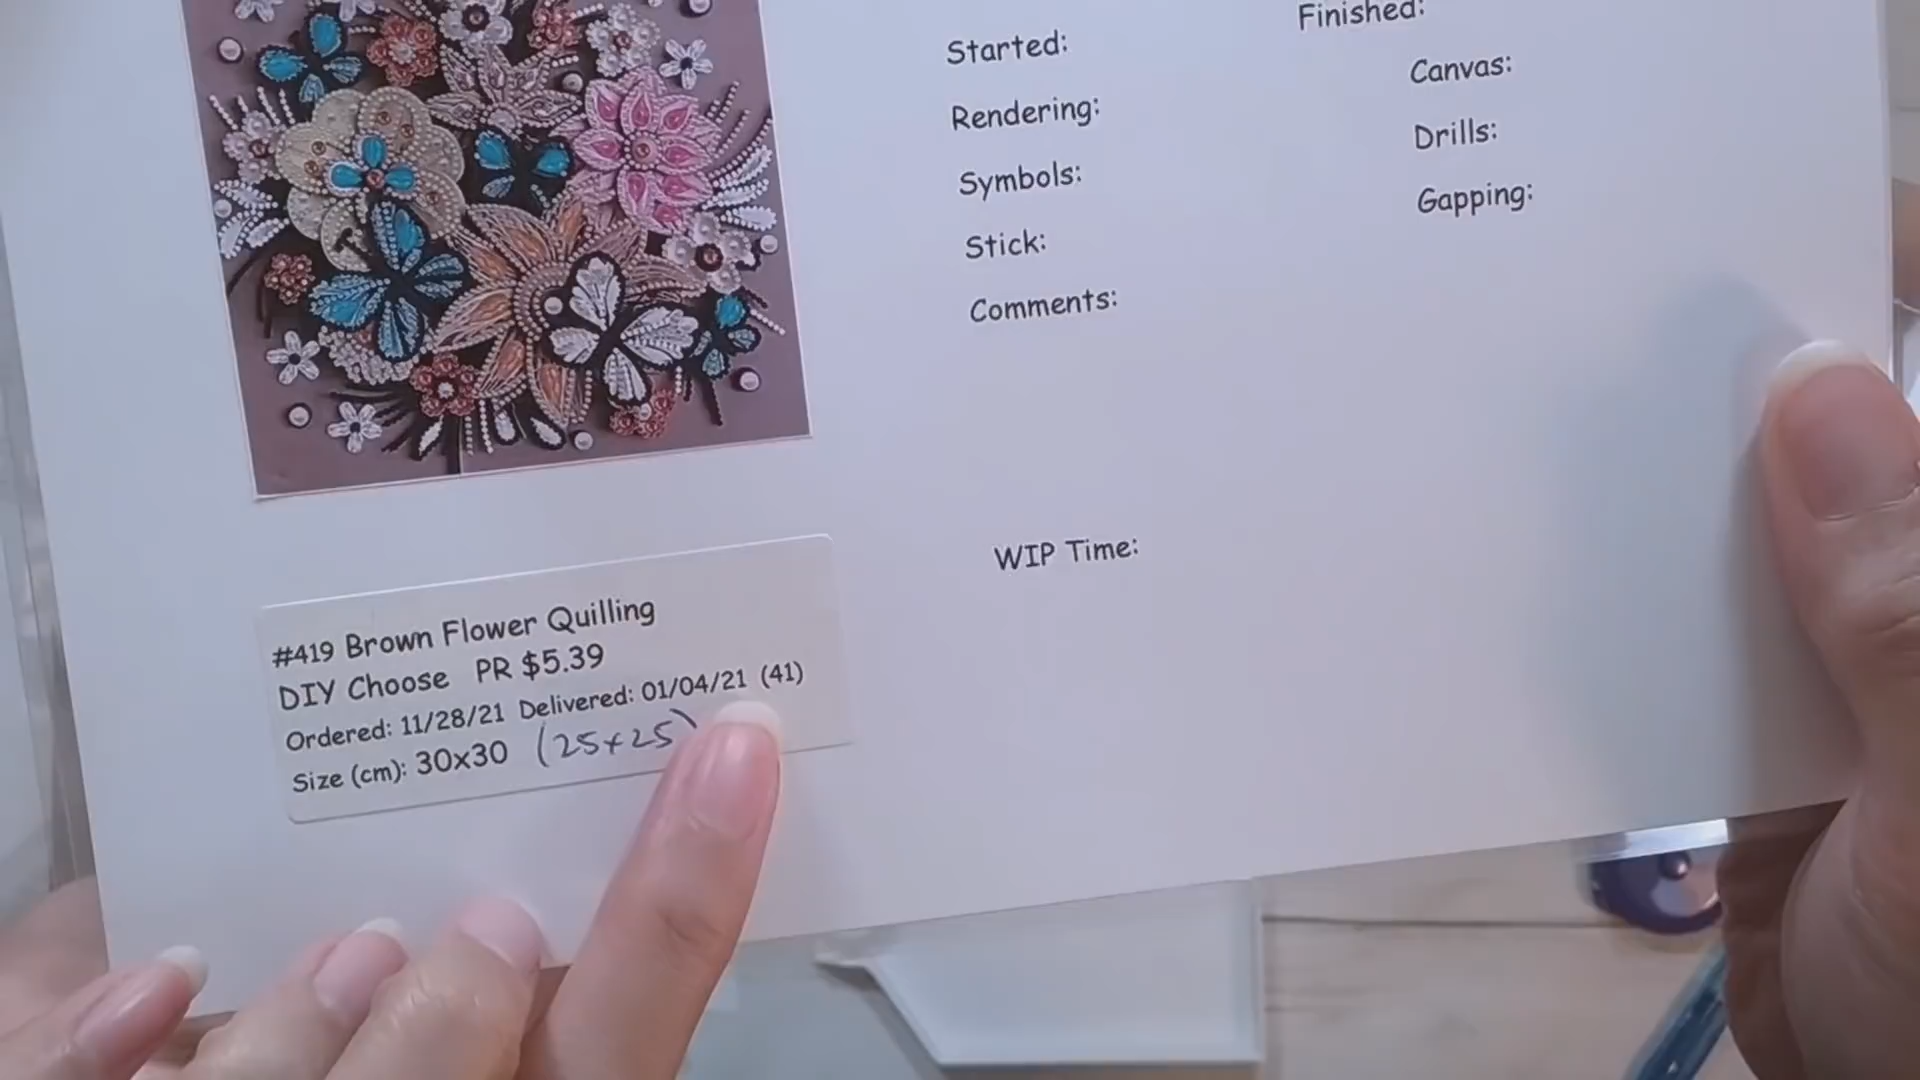 Started:
Finished:
Rendering:
Canvas:
Symbols:
Drills:
Stick:
Gapping:
Comments:
WIP Time:
#419 Brown Flower Quilling
DIY Choose PR $5.39
Ordered: 11/28/21 Delivered: 01/04/21 (41)
Size (cm): 30x30 (25x25)